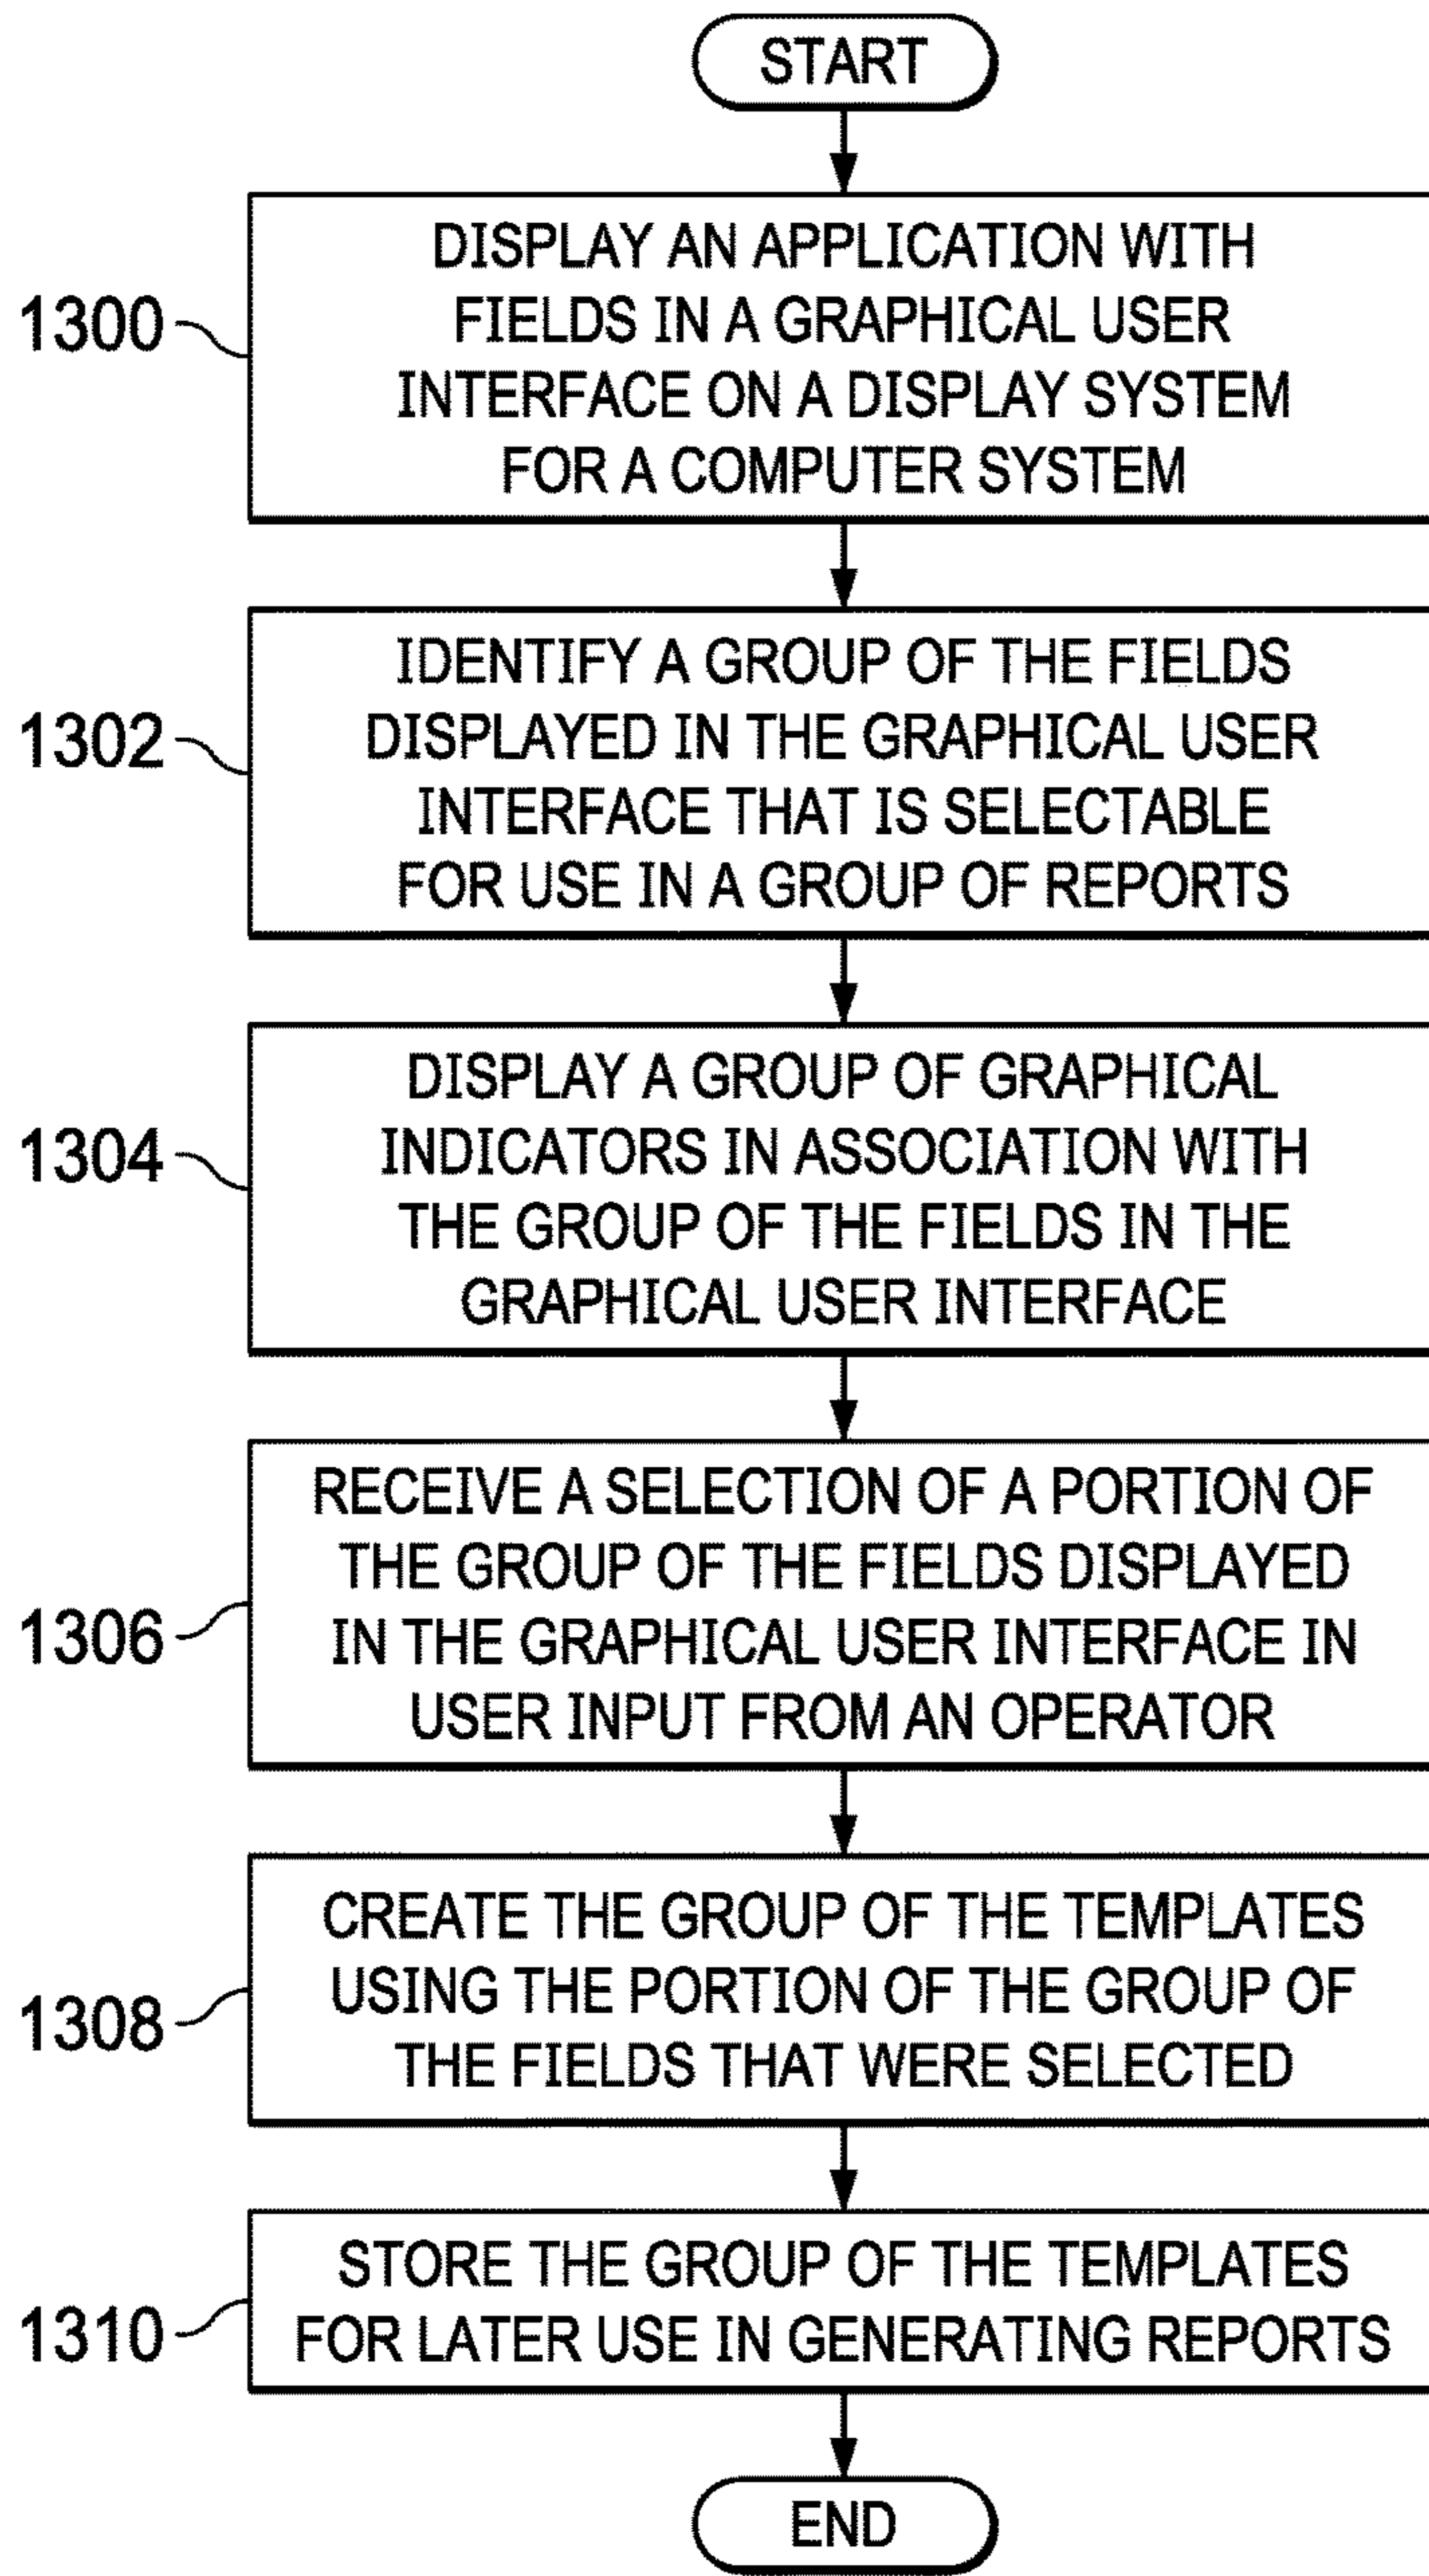 START
1300
DISPLAY AN APPLICATION WITH
FIELDS IN A GRAPHICAL USER
INTERFACE ON A DISPLAY SYSTEM
FOR A COMPUTER SYSTEM
1302
IDENTIFY A GROUP OF THE FIELDS
DISPLAYED IN THE GRAPHICAL USER
INTERFACE THAT IS SELECTABLE
FOR USE IN A GROUP OF REPORTS
1304
DISPLAY A GROUP OF GRAPHICAL
INDICATORS IN ASSOCIATION WITH
THE GROUP OF THE FIELDS IN THE
GRAPHICAL USER INTERFACE
1306
RECEIVE A SELECTION OF A PORTION OF
THE GROUP OF THE FIELDS DISPLAYED
IN THE GRAPHICAL USER INTERFACE IN
USER INPUT FROM AN OPERATOR
1308
CREATE THE GROUP OF THE TEMPLATES
USING THE PORTION OF THE GROUP OF
THE FIELDS THAT WERE SELECTED
1310
STORE THE GROUP OF THE TEMPLATES
FOR LATER USE IN GENERATING REPORTS
END